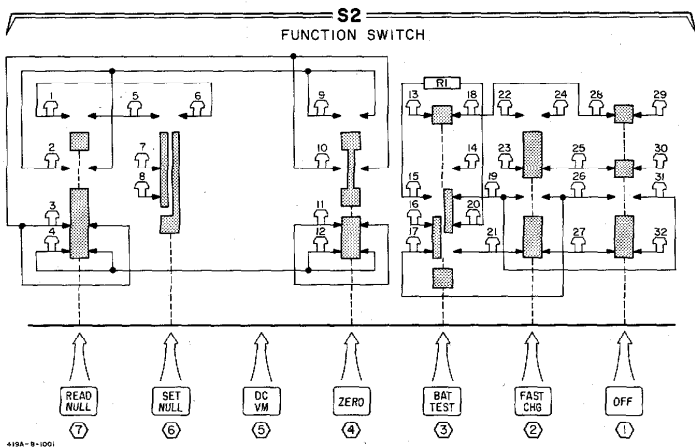 S2
FUNCTION SWITCH
R1
1 5 6 9 13 18 22 24 28 29
2 7 10 14 23 25 30
8 15 19 26 31
3 11 16 20
4 12 17 21 27 32
READ NULL
SET NULL
DC VM
ZERO
BAT TEST
FAST CHG
OFF
7 6 5 4 3 2 1
419A-B-1001